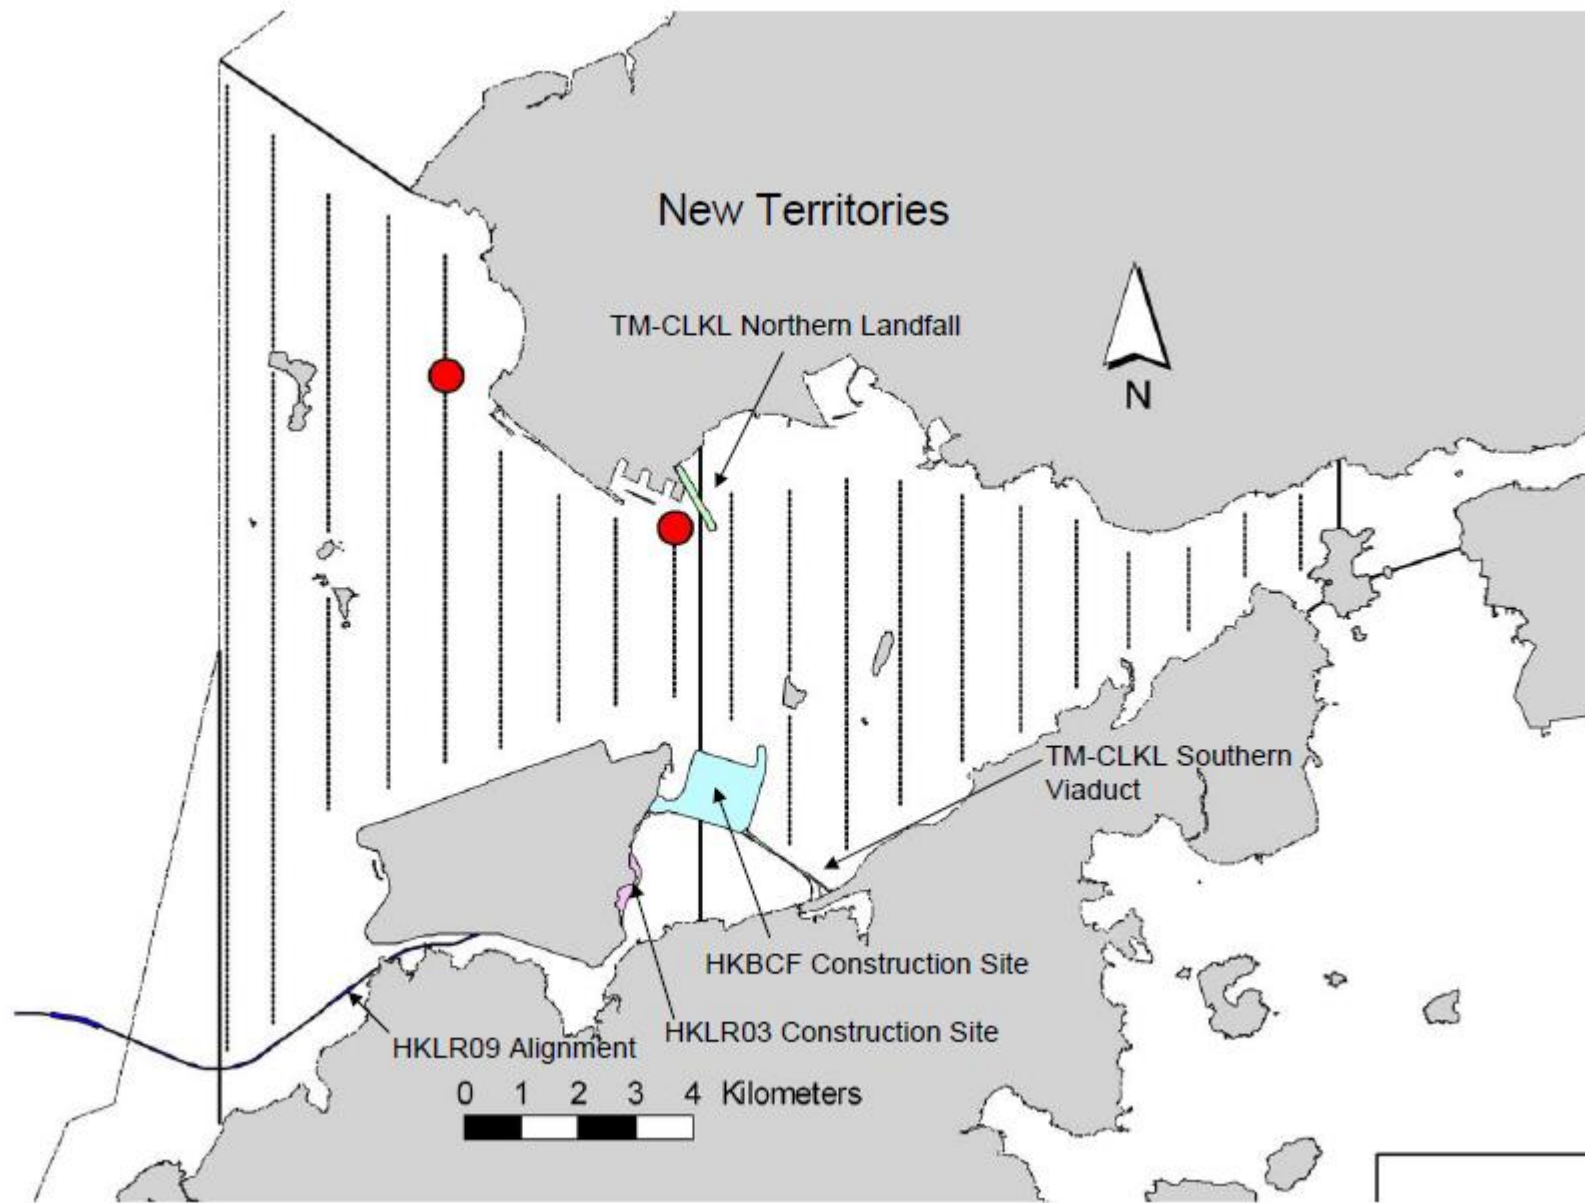 New Territories
TM-CLKL Northern Landfall
N
TM-CLKL Southern
Viaduct
HKBCF Construction Site
HKLR03 Construction Site
HKLR09 Alignment
0 1 2 3 4 Kilometers